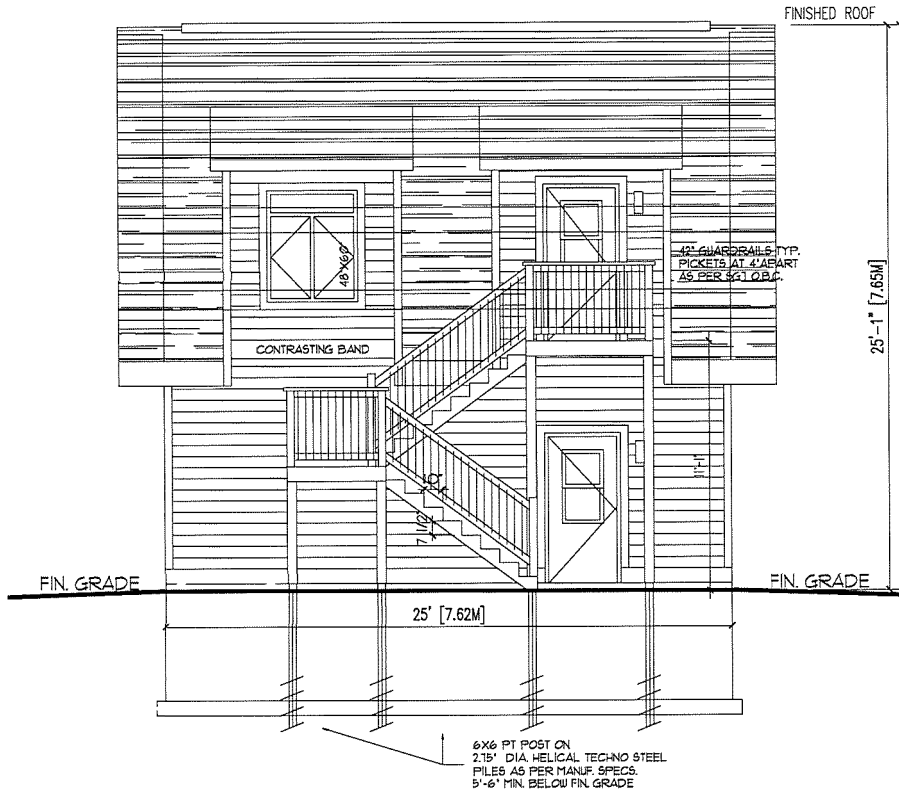 FINISHED ROOF
48"X60"
42" GUARDRAILS TYP.
PICKETS AT 4" APART
AS PER SG1 O.B.C.
25'-1" [7.65M]
CONTRASTING BAND
11'-1"
10"
7 1/2"
FIN. GRADE
FIN. GRADE
25' [7.62M]
6X6 PT POST ON
2.75" DIA. HELICAL TECHNO STEEL
PILES AS PER MANUF. SPECS.
5'-6" MIN. BELOW FIN. GRADE